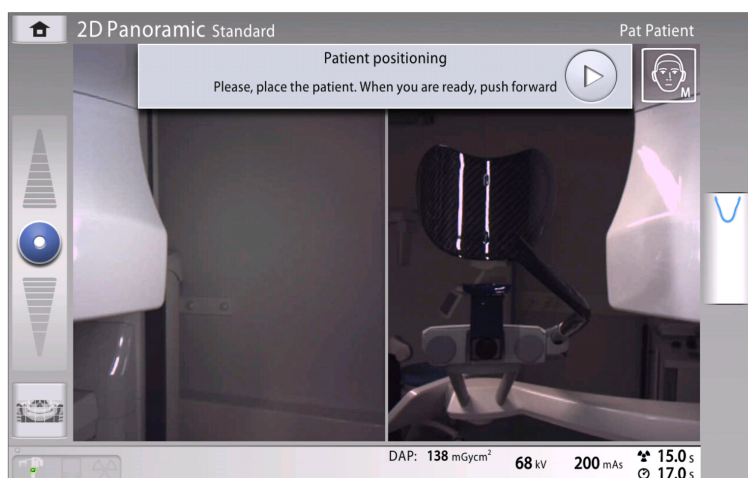 2D Panoramic Standard
Pat Patient
Patient positioning
Please, place the patient. When you are ready, push forward
M
DAP: 138 mGycm²
68 kV
200 mAs
15.0 s
17.0 s